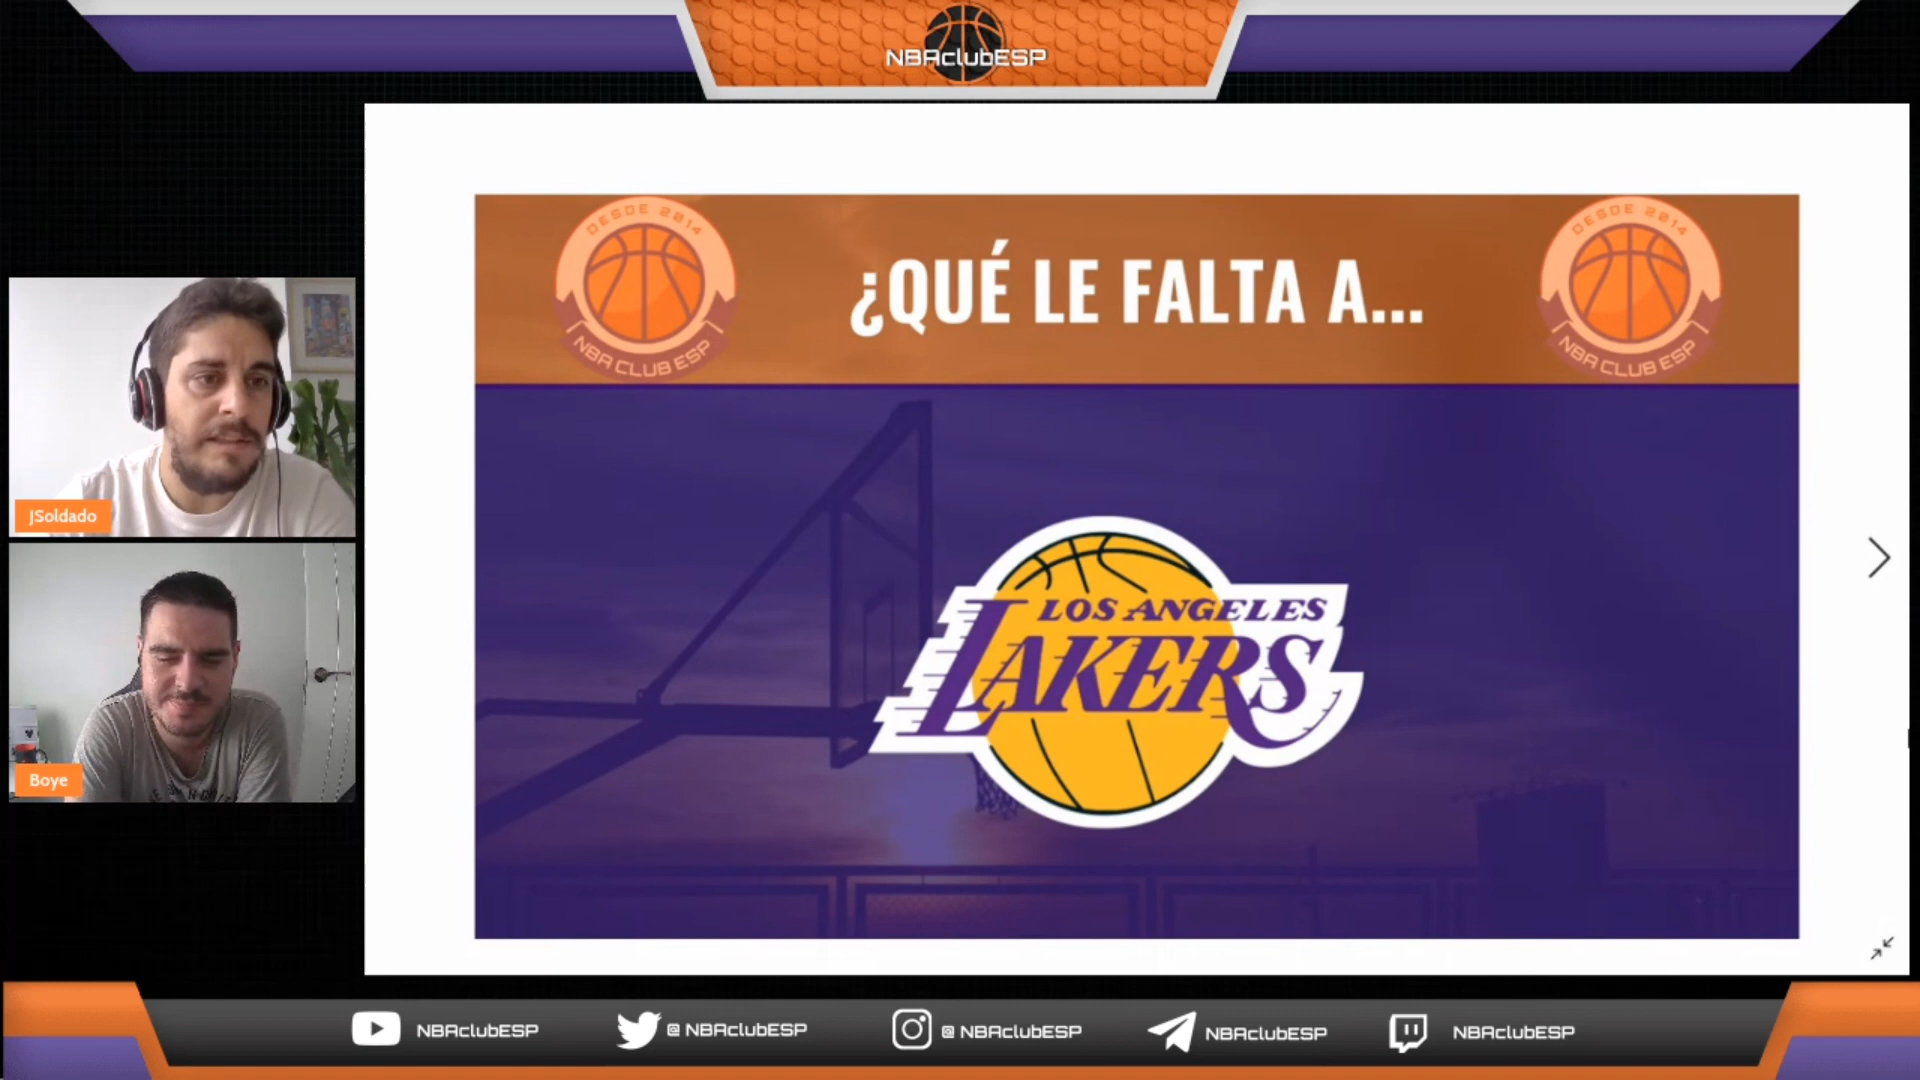 NBAclubESP
DESDE 2014
NBA CLUB ESP
¿QUÉ LE FALTA A...
DESDE 2014
NBA CLUB ESP
LOS ANGELES
LAKERS
JSoldado
Boye
NBAclubESP
@NBAclubESP
@NBAclubESP
NBAclubESP
NBAclubESP